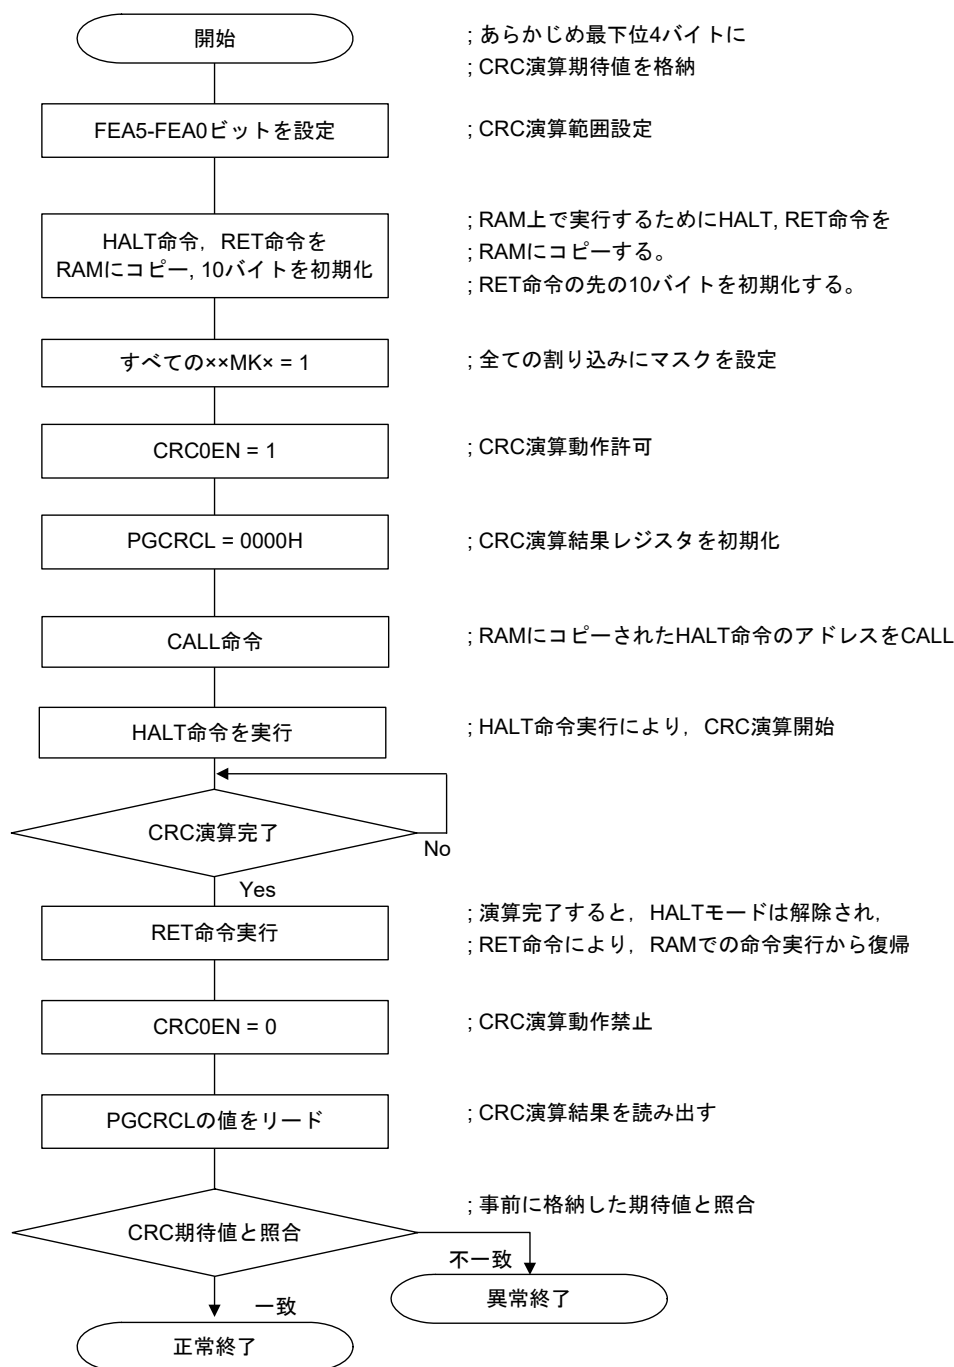 開始
; あらかじめ最下位4バイトに
; CRC演算期待値を格納
FEA5-FEA0ビットを設定
; CRC演算範囲設定
HALT命令，RET命令を
RAMにコピー, 10バイトを初期化
; RAM上で実行するためにHALT, RET命令を
; RAMにコピーする。
; RET命令の先の10バイトを初期化する。
すべての××MK× = 1
; 全ての割り込みにマスクを設定
CRC0EN = 1
; CRC演算動作許可
PGCRCL = 0000H
; CRC演算結果レジスタを初期化
CALL命令
; RAMにコピーされたHALT命令のアドレスをCALL
HALT命令を実行
; HALT命令実行により，CRC演算開始
CRC演算完了
No
Yes
RET命令実行
; 演算完了すると，HALTモードは解除され，
; RET命令により，RAMでの命令実行から復帰
CRC0EN = 0
; CRC演算動作禁止
PGCRCLの値をリード
; CRC演算結果を読み出す
CRC期待値と照合
; 事前に格納した期待値と照合
不一致
異常終了
一致
正常終了